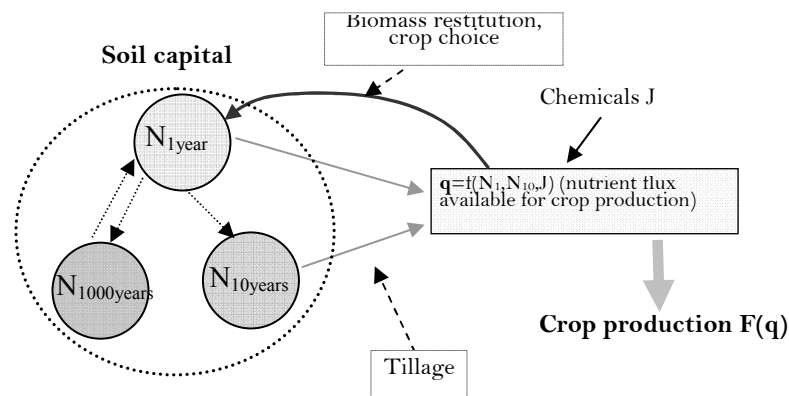 Biomass restitution,
crop choice
Soil capital
Chemicals J
N1year
q=f(N1,N10,J) (nutrient flux
available for crop production)
N1000years
N10years
Crop production F(q)
Tillage